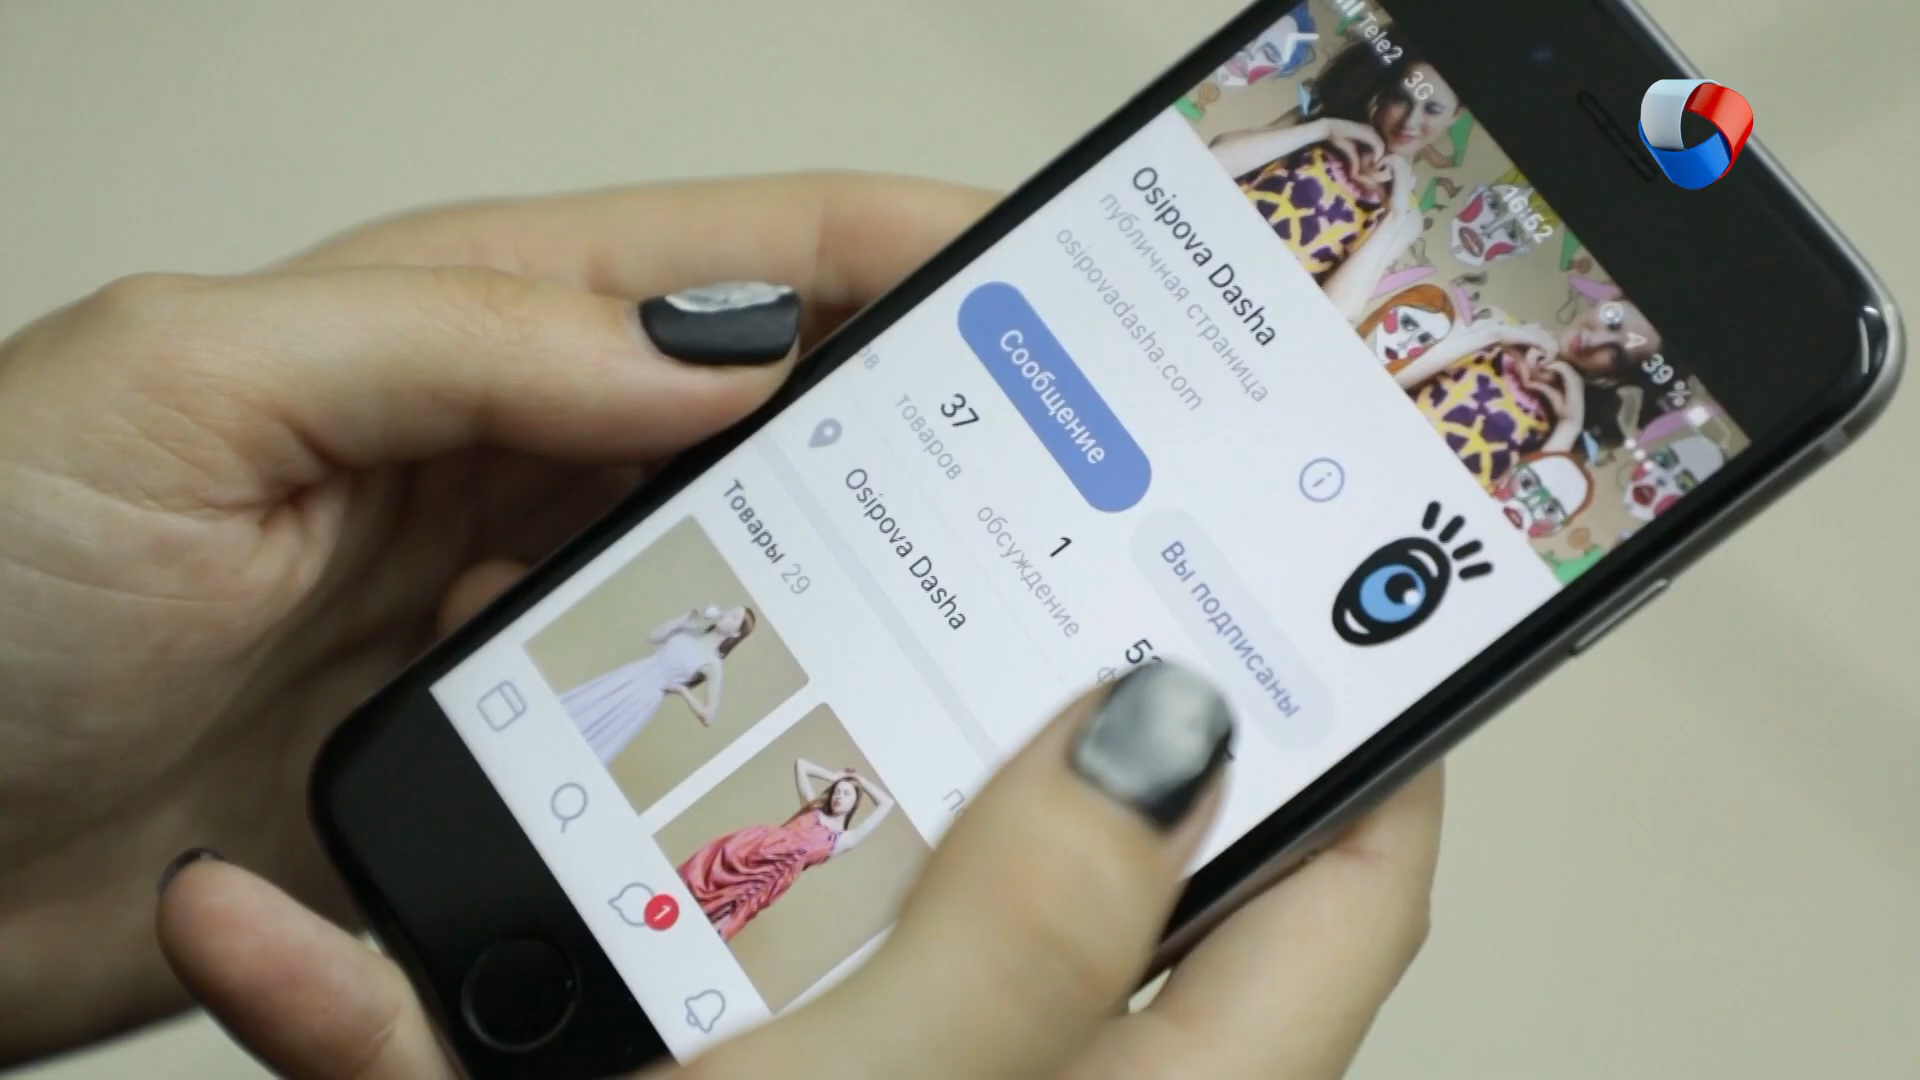 Tele2 3G
16:52
39 %
Osipova Dasha
публичная страница
osipovadasha.com
Сообщение
Вы подписаны
37
товаров
1
обсуждение
Osipova Dasha
Товары 29
1